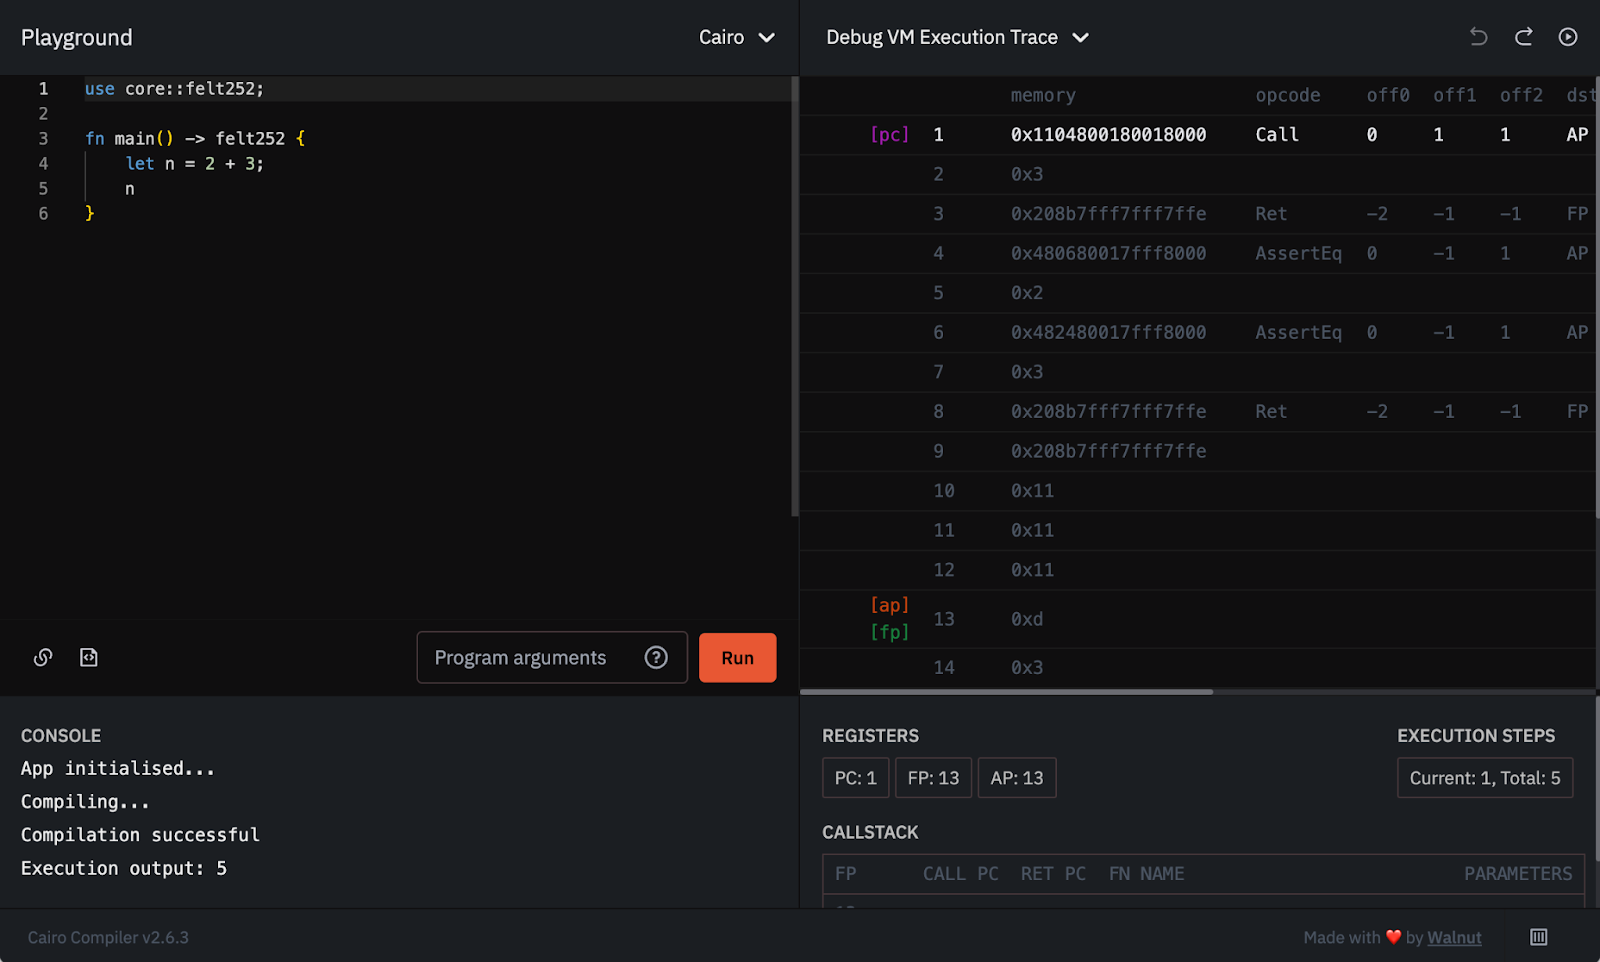 Playground
Cairo
1 use core::felt252;
2
3 fn main() -> felt252 {
4 let n = 2 + 3;
5 n
6 }
Program arguments ?
Run
CONSOLE
App initialised...
Compiling...
Compilation successful
Execution output: 5
Debug VM Execution Trace
memory opcode off0 off1 off2 dst
[pc] 1 0x1104800180018000 Call 0 1 1 AP
2 0x3
3 0x208b7fff7fff7ffe Ret −2 −1 −1 FP
4 0x480680017fff8000 AssertEq 0 −1 1 AP
5 0x2
6 0x482480017fff8000 AssertEq 0 −1 1 AP
7 0x3
8 0x208b7fff7fff7ffe Ret −2 −1 −1 FP
9 0x208b7fff7fff7ffe
10 0x11
11 0x11
12 0x11
[ap]
[fp] 13 0xd
14 0x3
REGISTERS
PC: 1 FP: 13 AP: 13
EXECUTION STEPS
Current: 1, Total: 5
CALLSTACK
FP CALL PC RET PC FN NAME PARAMETERS
Cairo Compiler v2.6.3
Made with ❤️ by Walnut